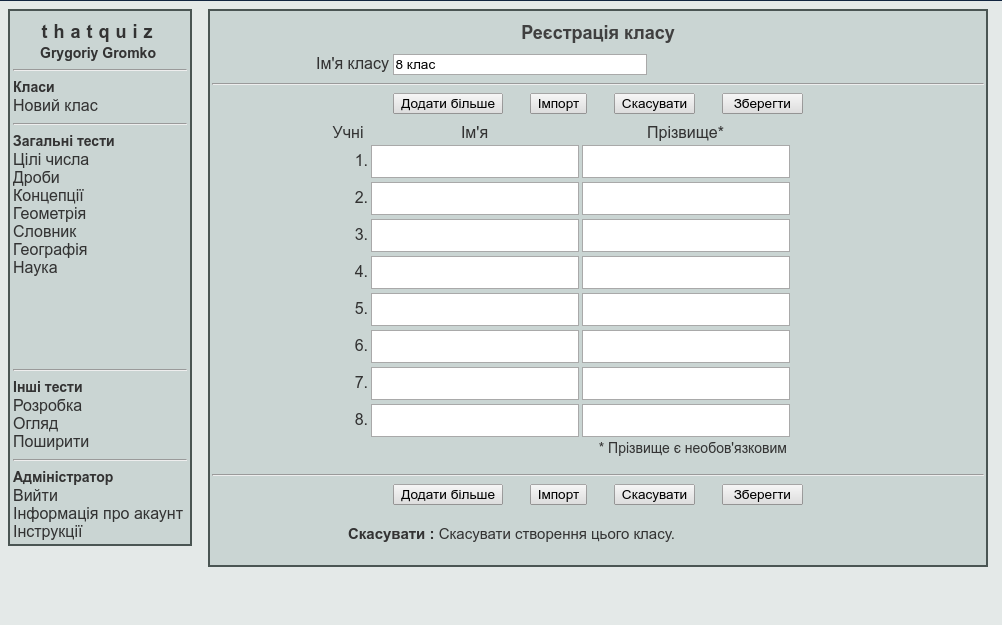 thatquiz
Grygoriy Gromko
Класи
Новий клас
Загальні тести
Цілі числа
Дроби
Концепції
Геометрія
Словник
Географія
Наука
Інші тести
Розробка
Огляд
Поширити
Адміністратор
Вийти
Інформація про акаунт
Інструкції
Реєстрація класу
Ім'я класу 8 клас
Додати більше Імпорт Скасувати Зберегти
Учні Ім'я Прізвище*
1.
2.
3.
4.
5.
6.
7.
8.
* Прізвище є необов'язковим
Додати більше Імпорт Скасувати Зберегти
Скасувати : Скасувати створення цього класу.